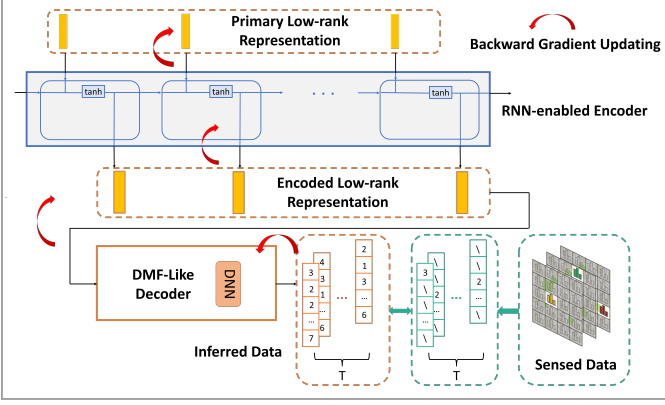 Primary Low-rank
Representation
Backward Gradient Updating
tanh
tanh
. . .
tanh
RNN-enabled Encoder
Encoded Low-rank
Representation
DMF-Like
Decoder
DNN
3
2
2
...
7
4
3
1
...
6
...
2
1
3
...
6
T
Inferred Data
3
\
\
...
\
\
\
2
...
\
...
\
\
2
...
\
T
Sensed Data